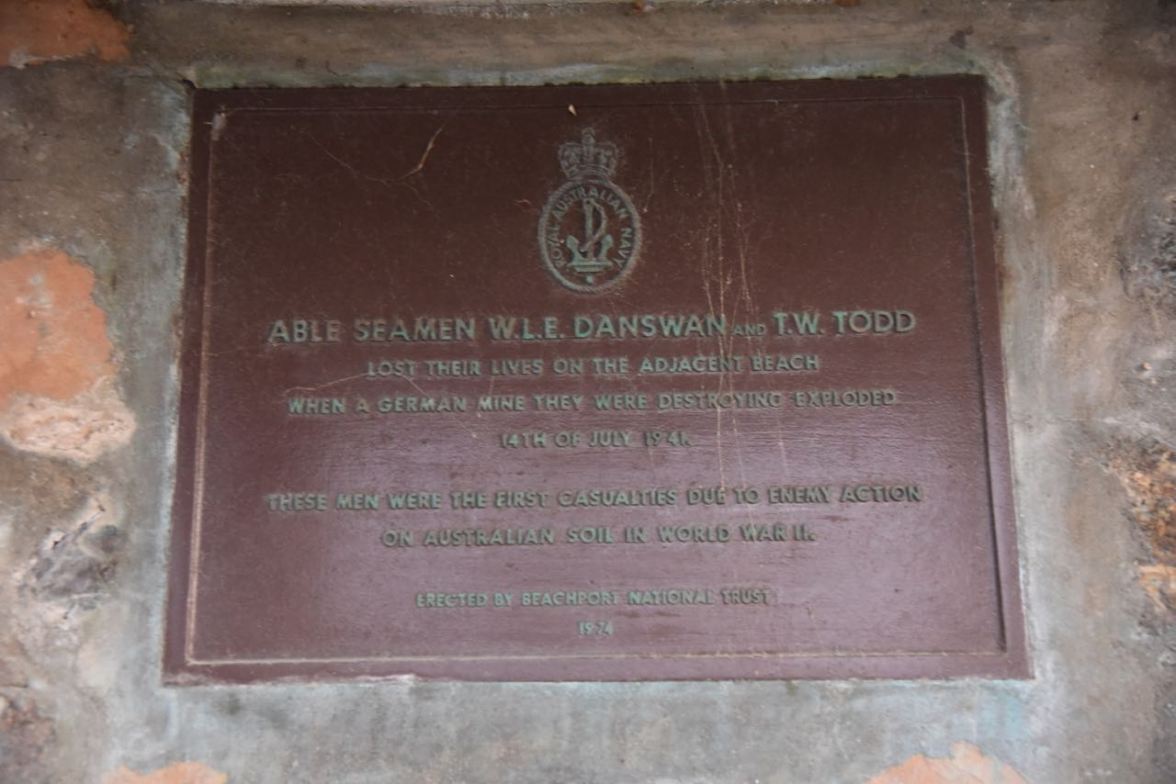 ROYAL AUSTRALIAN NAVY
ABLE SEAMEN W.L.E. DANSWAN AND T.W. TODD
LOST THEIR LIVES ON THE ADJACENT BEACH
WHEN A GERMAN MINE THEY WERE DESTROYING EXPLODED
14TH OF JULY 1941.
THESE MEN WERE THE FIRST CASUALTIES DUE TO ENEMY ACTION
ON AUSTRALIAN SOIL IN WORLD WAR II.
ERECTED BY BEACHPORT NATIONAL TRUST
1974